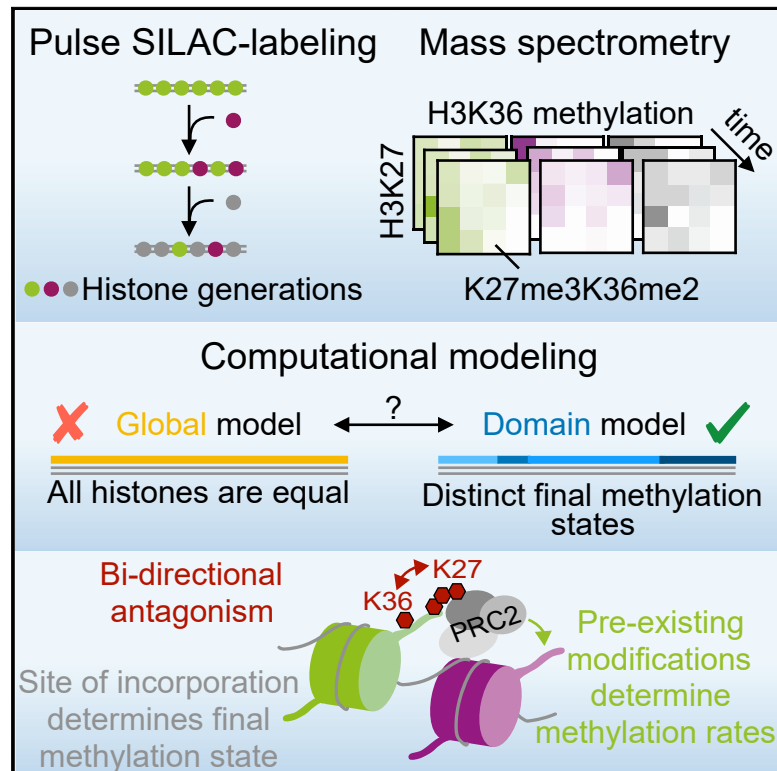 Pulse SILAC-labeling
Mass spectrometry
H3K36 methylation
time
H3K27
Histone generations
K27me3K36me2
Computational modeling
?
Global model
Domain model
All histones are equal
Distinct final methylation
states
Bi-directional
antagonism
K27
K36
PRC2
Pre-existing
modifications
determine
methylation rates
Site of incorporation
determines final
methylation state